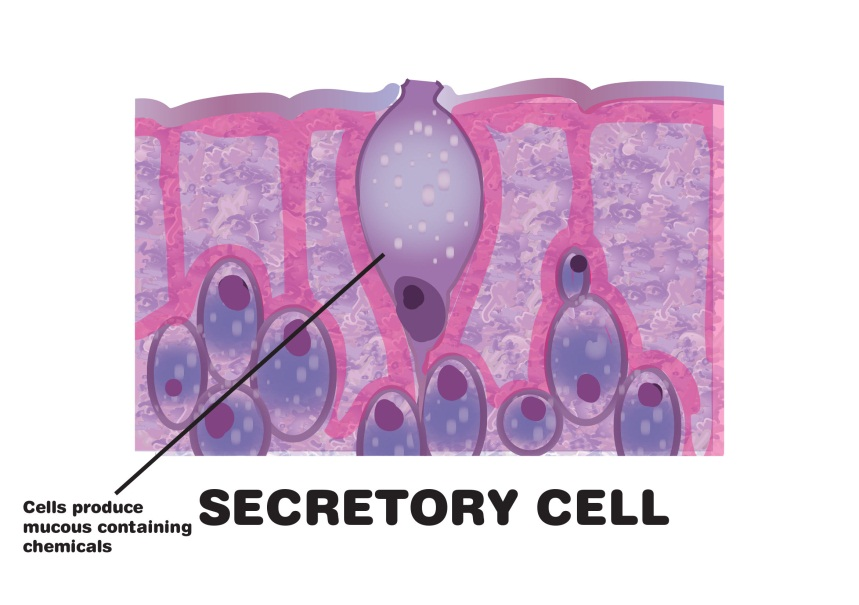 Cells produce
mucous containing
chemicals
SECRETORY CELL